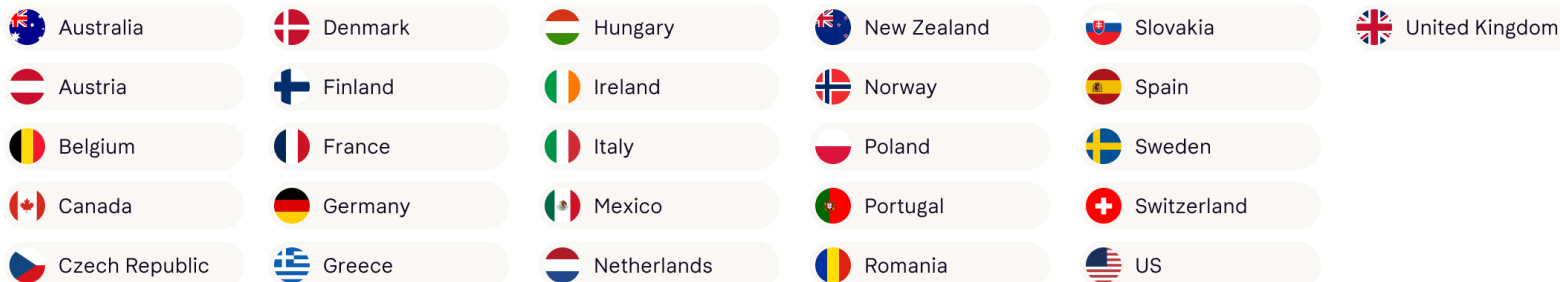 Australia
Austria
Belgium
Canada
Czech Republic
Denmark
Finland
France
Germany
Greece
Hungary
Ireland
Italy
Mexico
Netherlands
New Zealand
Norway
Poland
Portugal
Romania
Slovakia
Spain
Sweden
Switzerland
US
United Kingdom